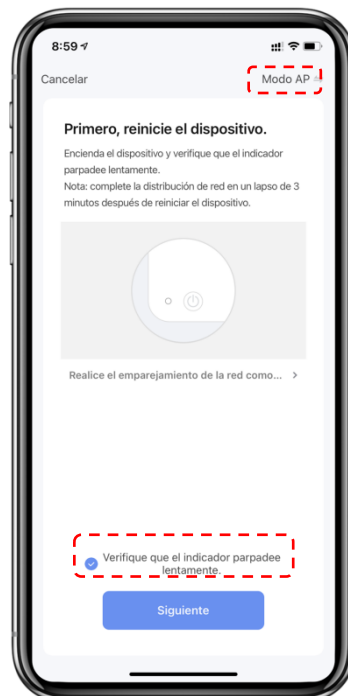 8:59
Cancelar
Modo AP
Primero, reinicie el dispositivo.
Encienda el dispositivo y verifique que el indicador
parpadee lentamente.
Nota: complete la distribución de red en un lapso de 3
minutos después de reiniciar el dispositivo.
Realice el emparejamiento de la red como... >
Verifique que el indicador parpadee
lentamente.
Siguiente